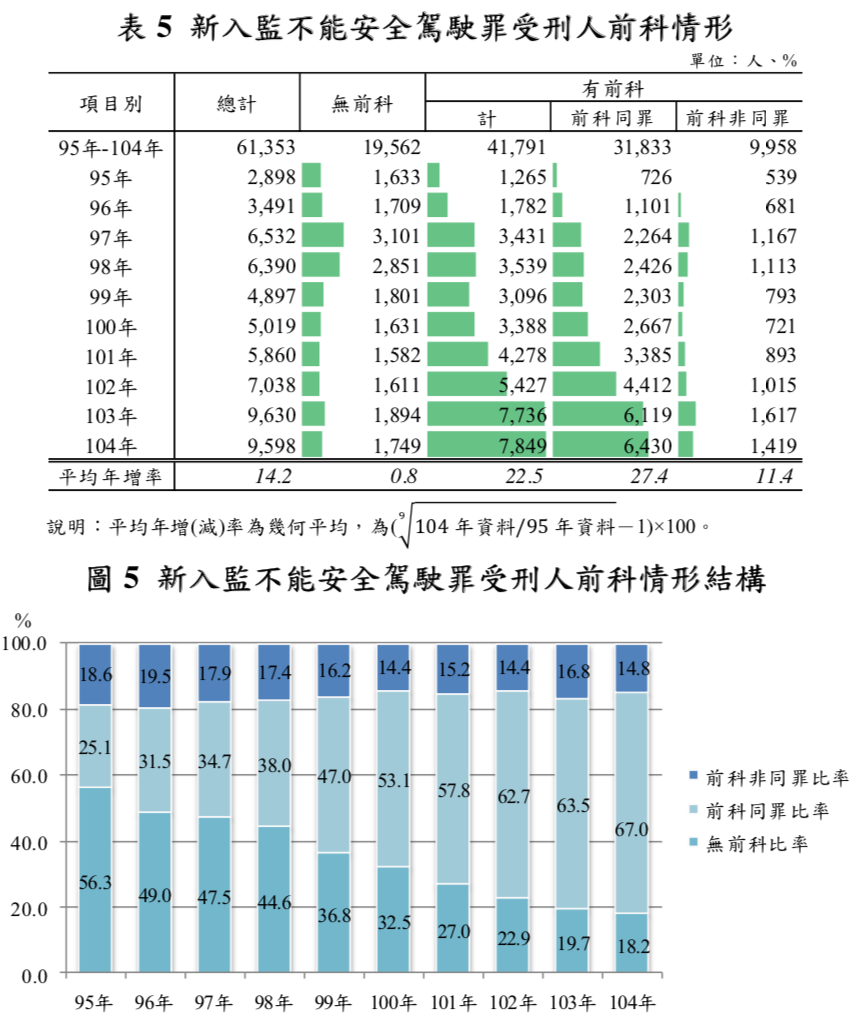 表 5 新入監不能安全駕駛罪受刑人前科情形
單位：人、%
項目別 總計 無前科 有前科
計 前科同罪 前科非同罪
95年-104年 61,353 19,562 41,791 31,833 9,958
95年 2,898 1,633 1,265 726 539
96年 3,491 1,709 1,782 1,101 681
97年 6,532 3,101 3,431 2,264 1,167
98年 6,390 2,851 3,539 2,426 1,113
99年 4,897 1,801 3,096 2,303 793
100年 5,019 1,631 3,388 2,667 721
101年 5,860 1,582 4,278 3,385 893
102年 7,038 1,611 5,427 4,412 1,015
103年 9,630 1,894 7,736 6,119 1,617
104年 9,598 1,749 7,849 6,430 1,419
平均年增率 14.2 0.8 22.5 27.4 11.4
說明：平均年增(減)率為幾何平均，為(⁹√104 年資料/95 年資料－1)×100。
圖 5 新入監不能安全駕駛罪受刑人前科情形結構
%
100.0
80.0
60.0
40.0
20.0
0.0
18.6 19.5 17.9 17.4 16.2 14.4 15.2 14.4 16.8 14.8
25.1 31.5 34.7 38.0 47.0 53.1 57.8 62.7 63.5 67.0
56.3 49.0 47.5 44.6 36.8 32.5 27.0 22.9 19.7 18.2
95年 96年 97年 98年 99年 100年 101年 102年 103年 104年
前科非同罪比率
前科同罪比率
無前科比率